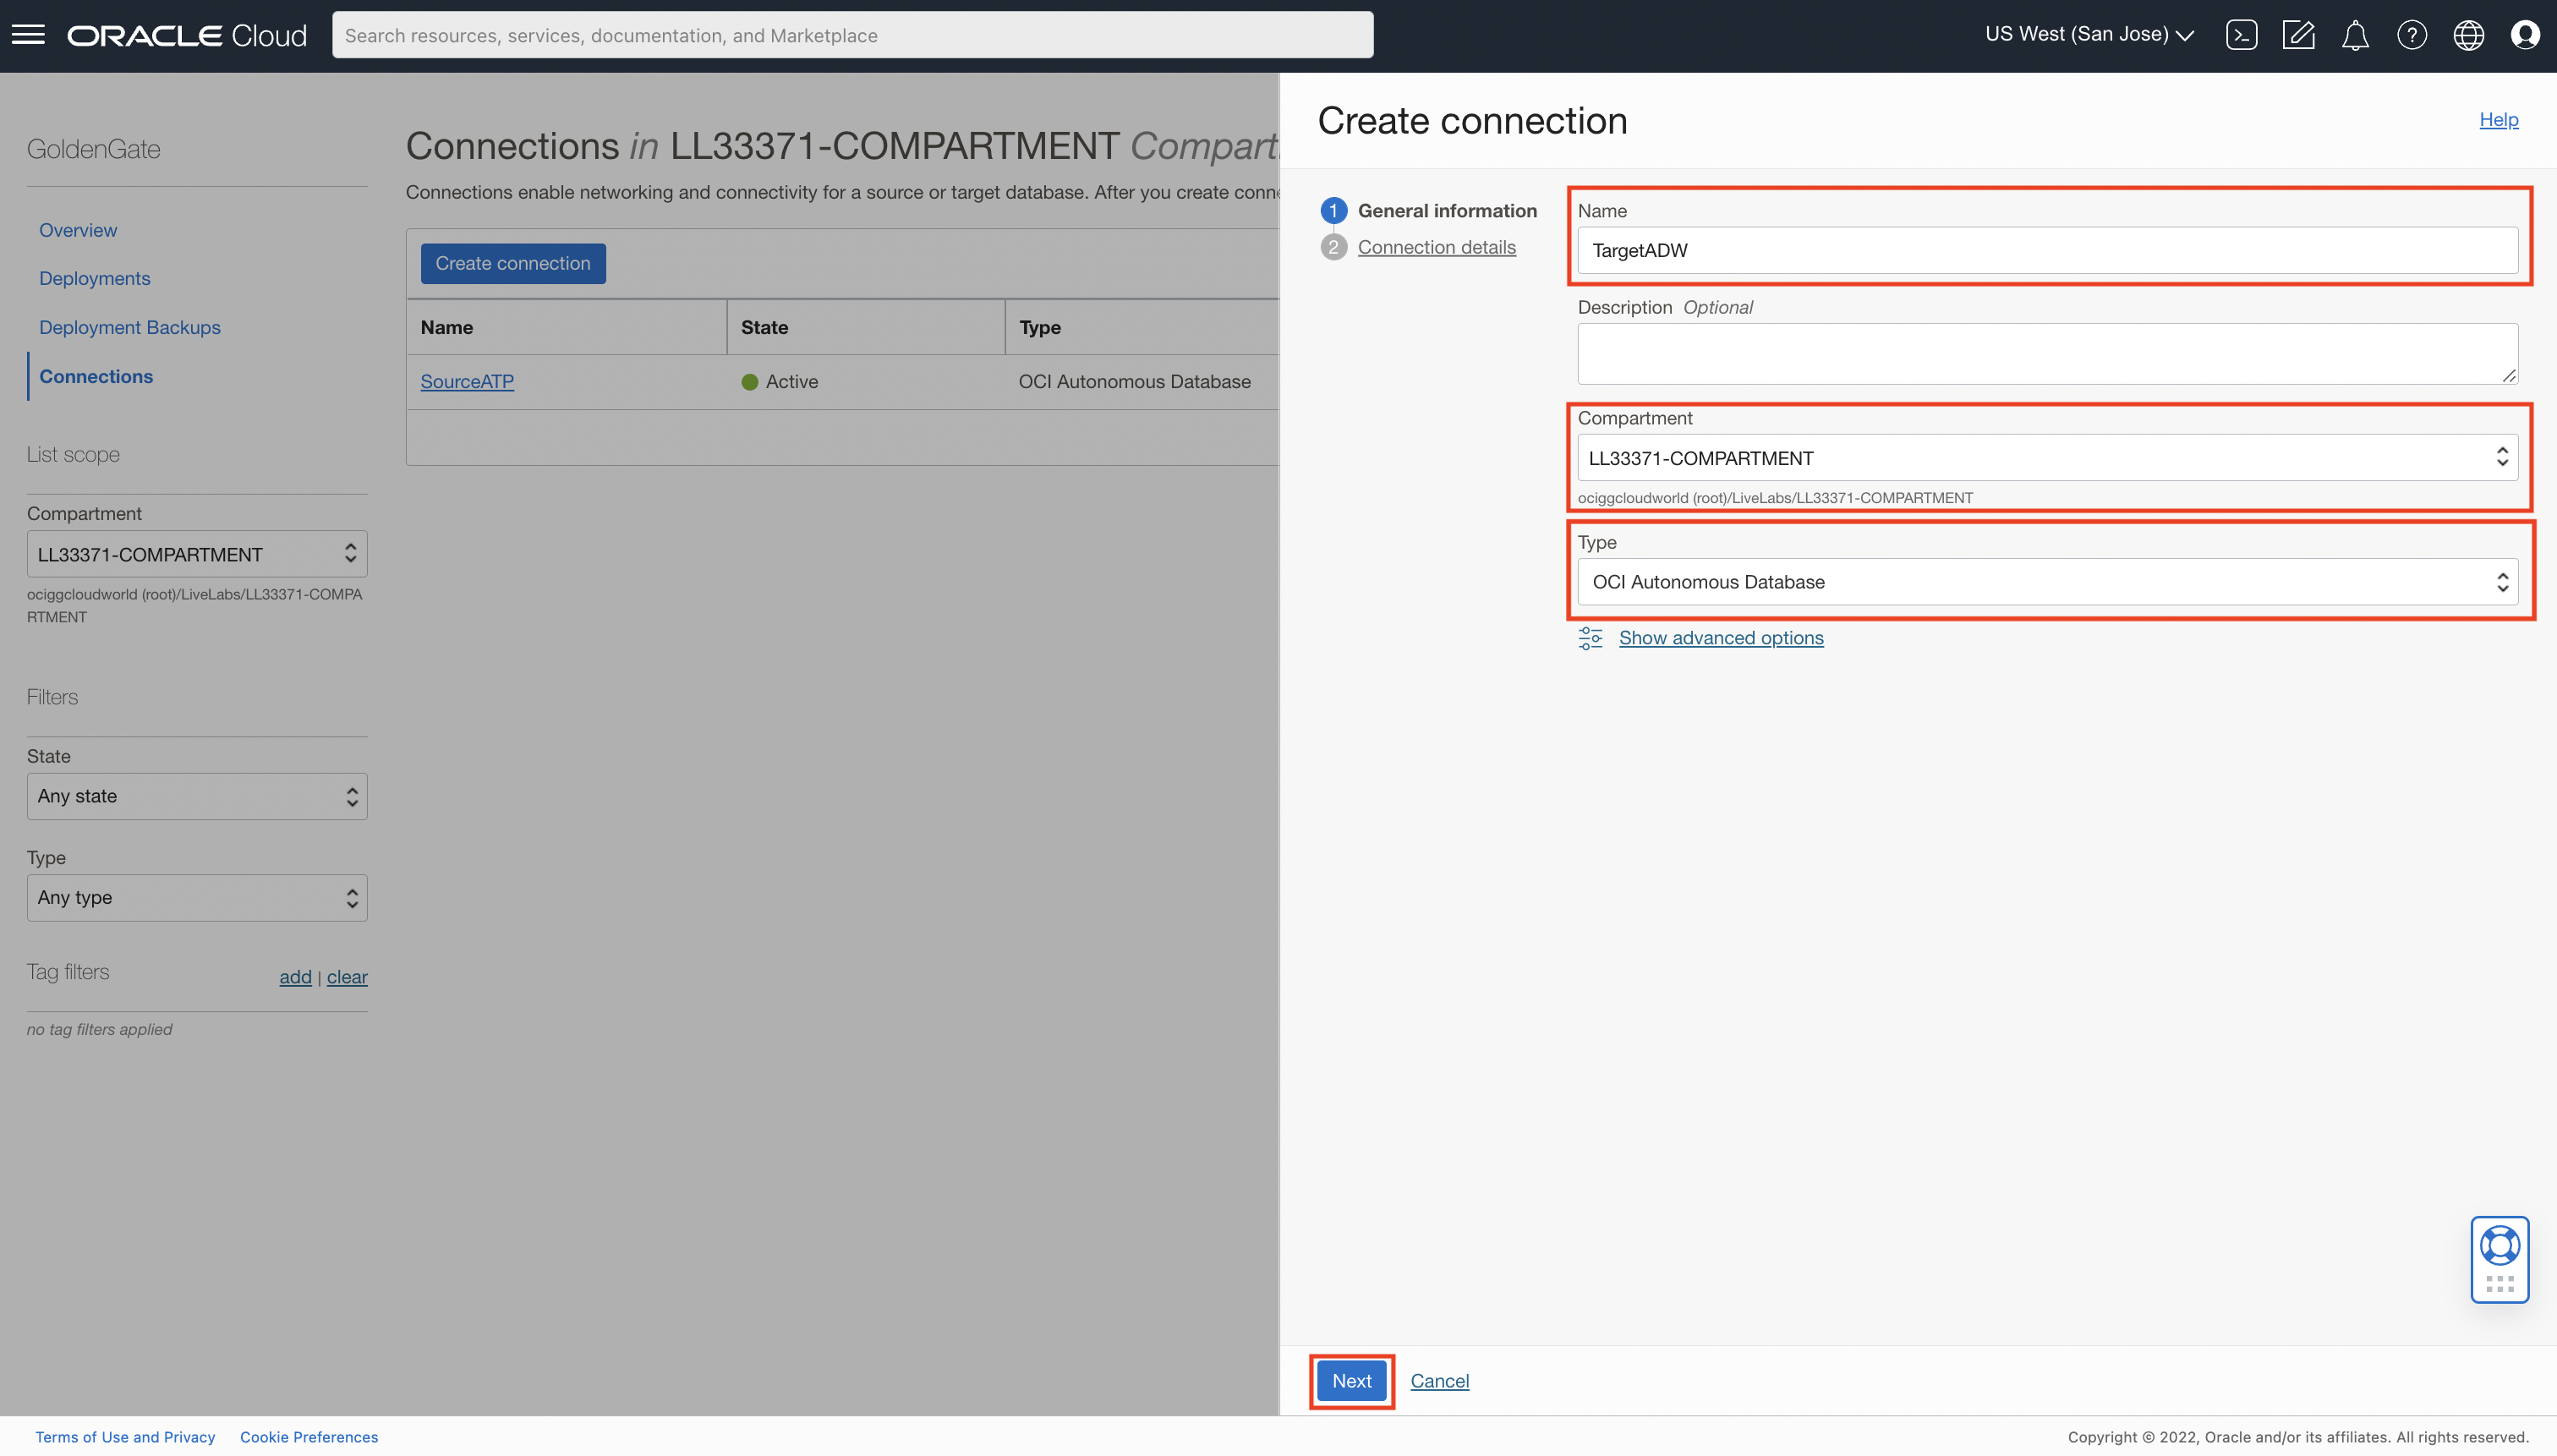 ORACLE Cloud
Search resources, services, documentation, and Marketplace
US West (San Jose)
GoldenGate
Overview
Deployments
Deployment Backups
Connections
List scope
Compartment
LL33371-COMPARTMENT
ociggcloudworld (root)/LiveLabs/LL33371-COMPA
RTMENT
Filters
State
Any state
Type
Any type
Tag filters
add | clear
no tag filters applied
Connections in LL33371-COMPARTMENT Compart
Connections enable networking and connectivity for a source or target database. After you create conne
Create connection
Name State Type
SourceATP Active OCI Autonomous Database
Create connection
Help
1 General information
2 Connection details
Name
TargetADW
Description Optional
Compartment
LL33371-COMPARTMENT
ociggcloudworld (root)/LiveLabs/LL33371-COMPARTMENT
Type
OCI Autonomous Database
Show advanced options
Next Cancel
Terms of Use and Privacy Cookie Preferences
Copyright © 2022, Oracle and/or its affiliates. All rights reserved.